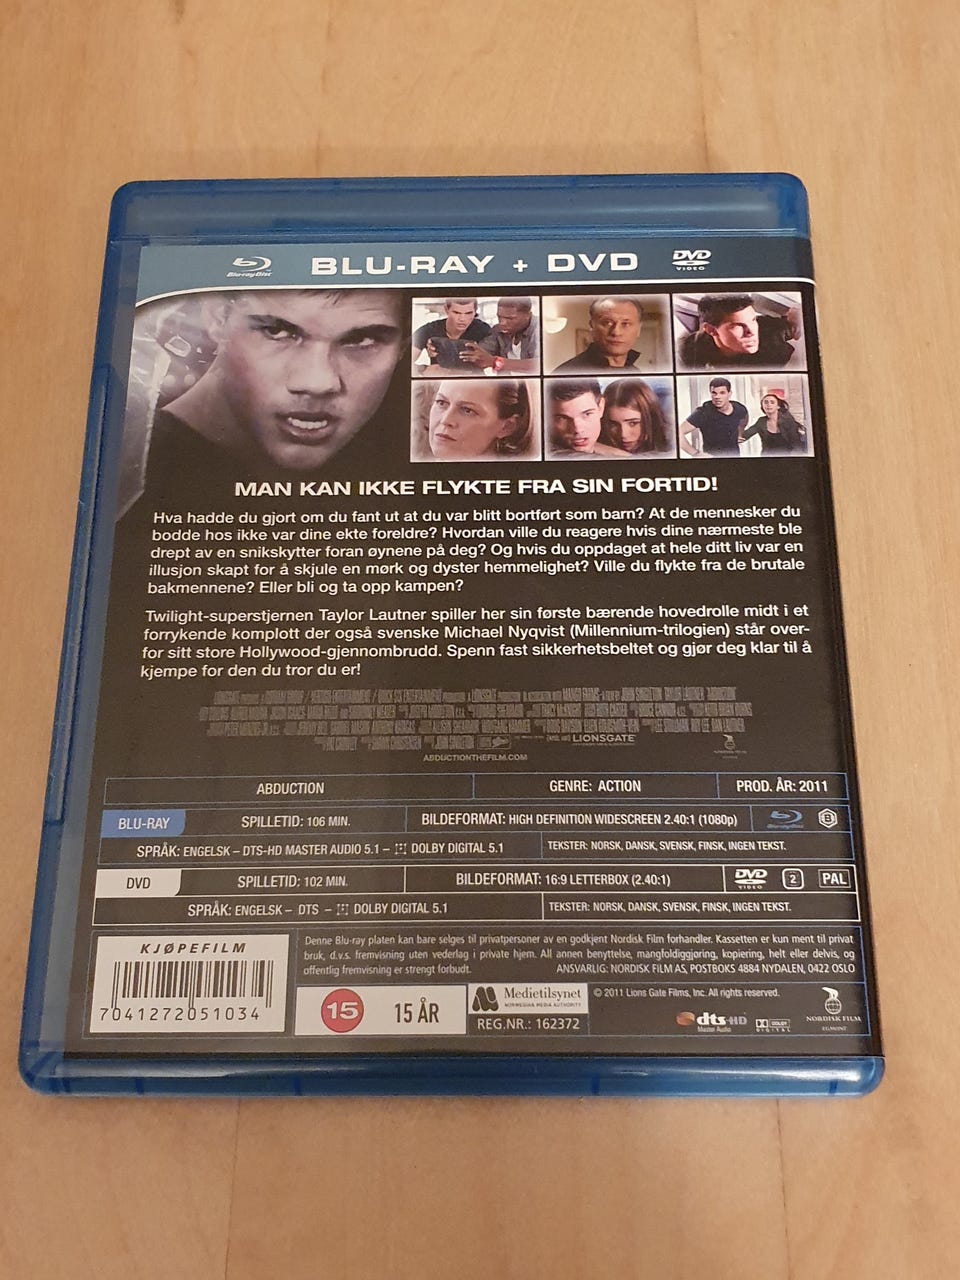 Blu-ray Disc BLU-RAY + DVD DVD VIDEO
MAN KAN IKKE FLYKTE FRA SIN FORTID!
Hva hadde du gjort om du fant ut at du var blitt bortført som barn? At de mennesker du
bodde hos ikke var dine ekte foreldre? Hvordan ville du reagere hvis dine nærmeste ble
drept av en snikskytter foran øynene på deg? Og hvis du oppdaget at hele ditt liv var en
illusjon skapt for å skjule en mørk og dyster hemmelighet? Ville du flykte fra de brutale
bakmennene? Eller bli og ta opp kampen?
Twilight-superstjernen Taylor Lautner spiller her sin første bærende hovedrolle midt i et
forrykende komplott der også svenske Michael Nyqvist (Millennium-trilogien) står over-
for sitt store Hollywood-gjennombrudd. Spenn fast sikkerhetsbeltet og gjør deg klar til å
kjempe for den du tror du er!
LIONSGATE
ABDUCTIONTHEFILM.COM
ABDUCTION GENRE: ACTION PROD. ÅR: 2011
BLU-RAY SPILLETID: 106 MIN. BILDEFORMAT: HIGH DEFINITION WIDESCREEN 2.40:1 (1080p) Blu-ray Disc B
SPRÅK: ENGELSK – DTS-HD MASTER AUDIO 5.1 – DOLBY DIGITAL 5.1 TEKSTER: NORSK, DANSK, SVENSK, FINSK, INGEN TEKST.
DVD SPILLETID: 102 MIN. BILDEFORMAT: 16:9 LETTERBOX (2.40:1) DVD VIDEO 2 PAL
SPRÅK: ENGELSK – DTS – DOLBY DIGITAL 5.1 TEKSTER: NORSK, DANSK, SVENSK, FINSK, INGEN TEKST.
KJØPEFILM
7041272051034
Denne Blu-ray platen kan bare selges til privatpersoner av en godkjent Nordisk Film forhandler. Kassetten er kun ment til privat
bruk, d.v.s. fremvisning uten vederlag i private hjem. All annen benyttelse, mangfoldiggjøring, kopiering, helt eller delvis, og
offentlig fremvisning er strengt forbudt. ANSVARLIG: NORDISK FILM AS, POSTBOKS 4884 NYDALEN, 0422 OSLO
15 15 ÅR
Medietilsynet
NORWEGIAN MEDIA AUTHORITY
REG.NR.: 162372
© 2011 Lions Gate Films, Inc. All rights reserved.
dts-HD
Master Audio
DOLBY
DIGITAL
NORDISK FILM
EGMONT